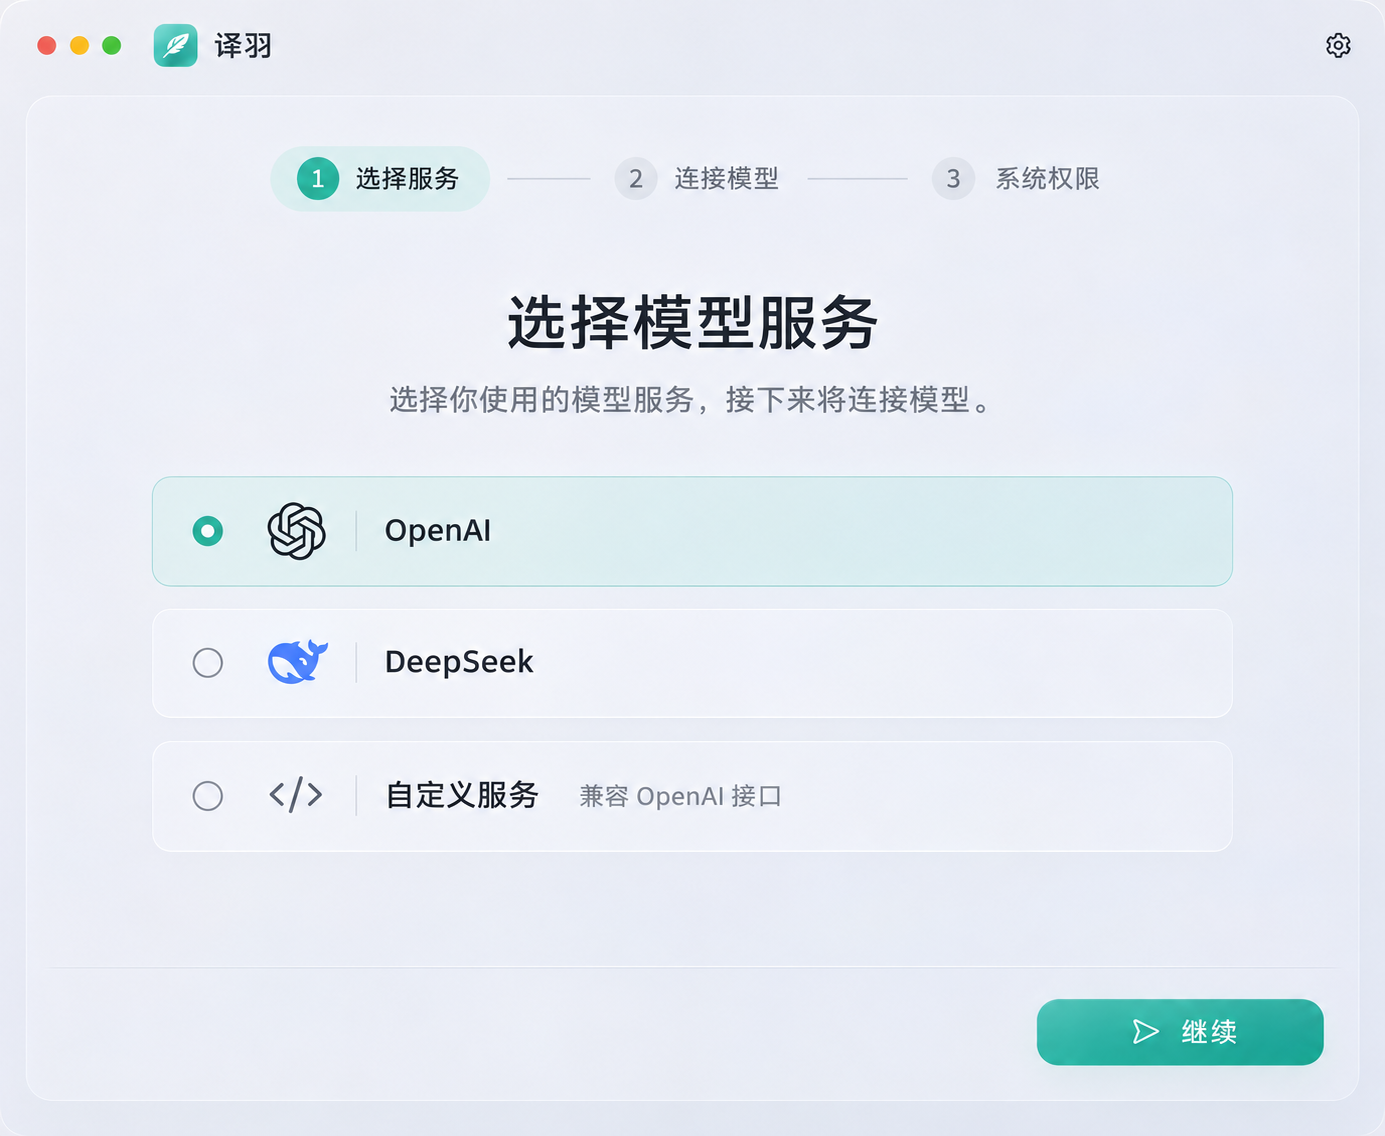 译羽
1 选择服务 2 连接模型 3 系统权限
选择模型服务
选择你使用的模型服务，接下来将连接模型。
OpenAI
DeepSeek
自定义服务 兼容 OpenAI 接口
继续